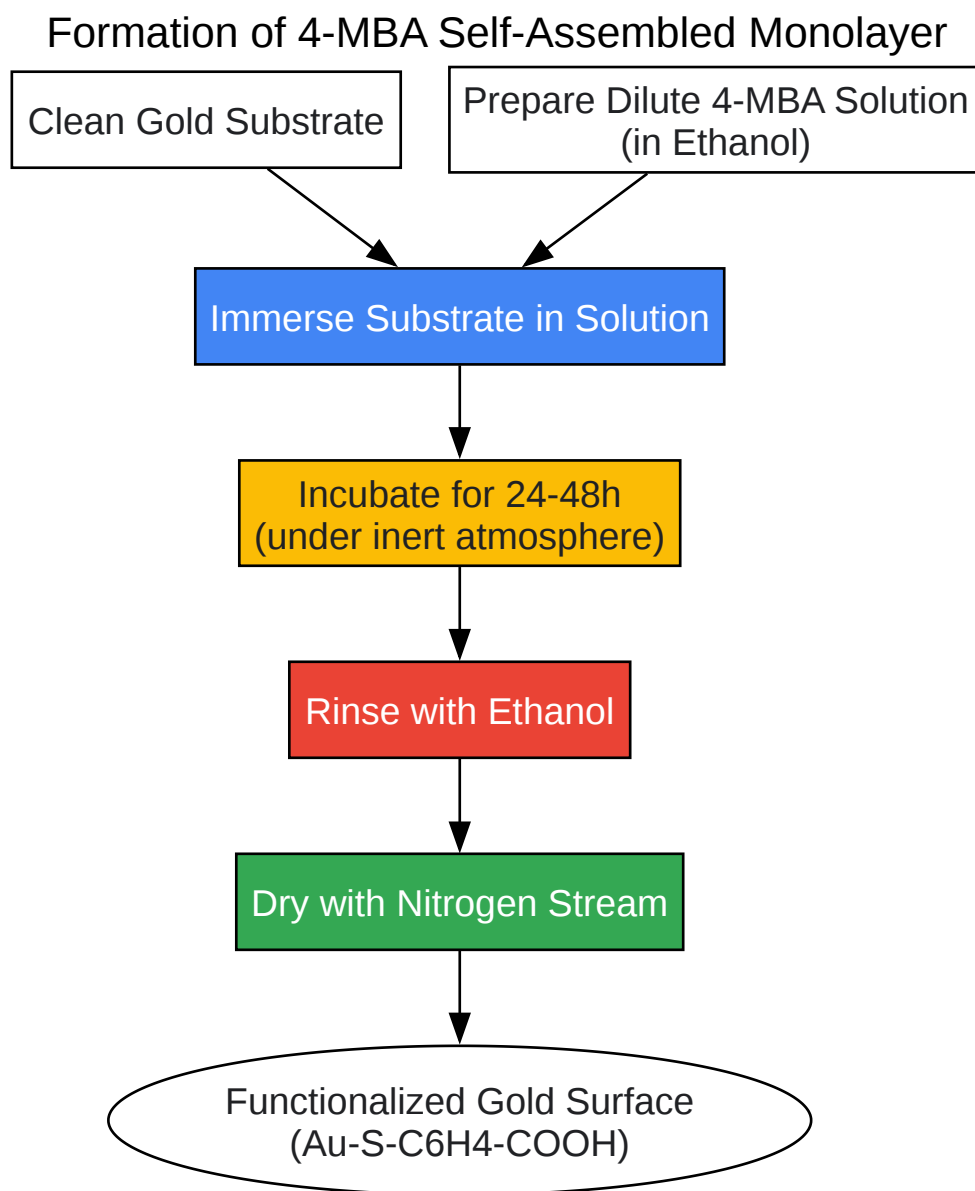 Formation of 4-MBA Self-Assembled Monolayer
Clean Gold Substrate
Prepare Dilute 4-MBA Solution
(in Ethanol)
Immerse Substrate in Solution
Incubate for 24-48h
(under inert atmosphere)
Rinse with Ethanol
Dry with Nitrogen Stream
Functionalized Gold Surface
(Au-S-C6H4-COOH)